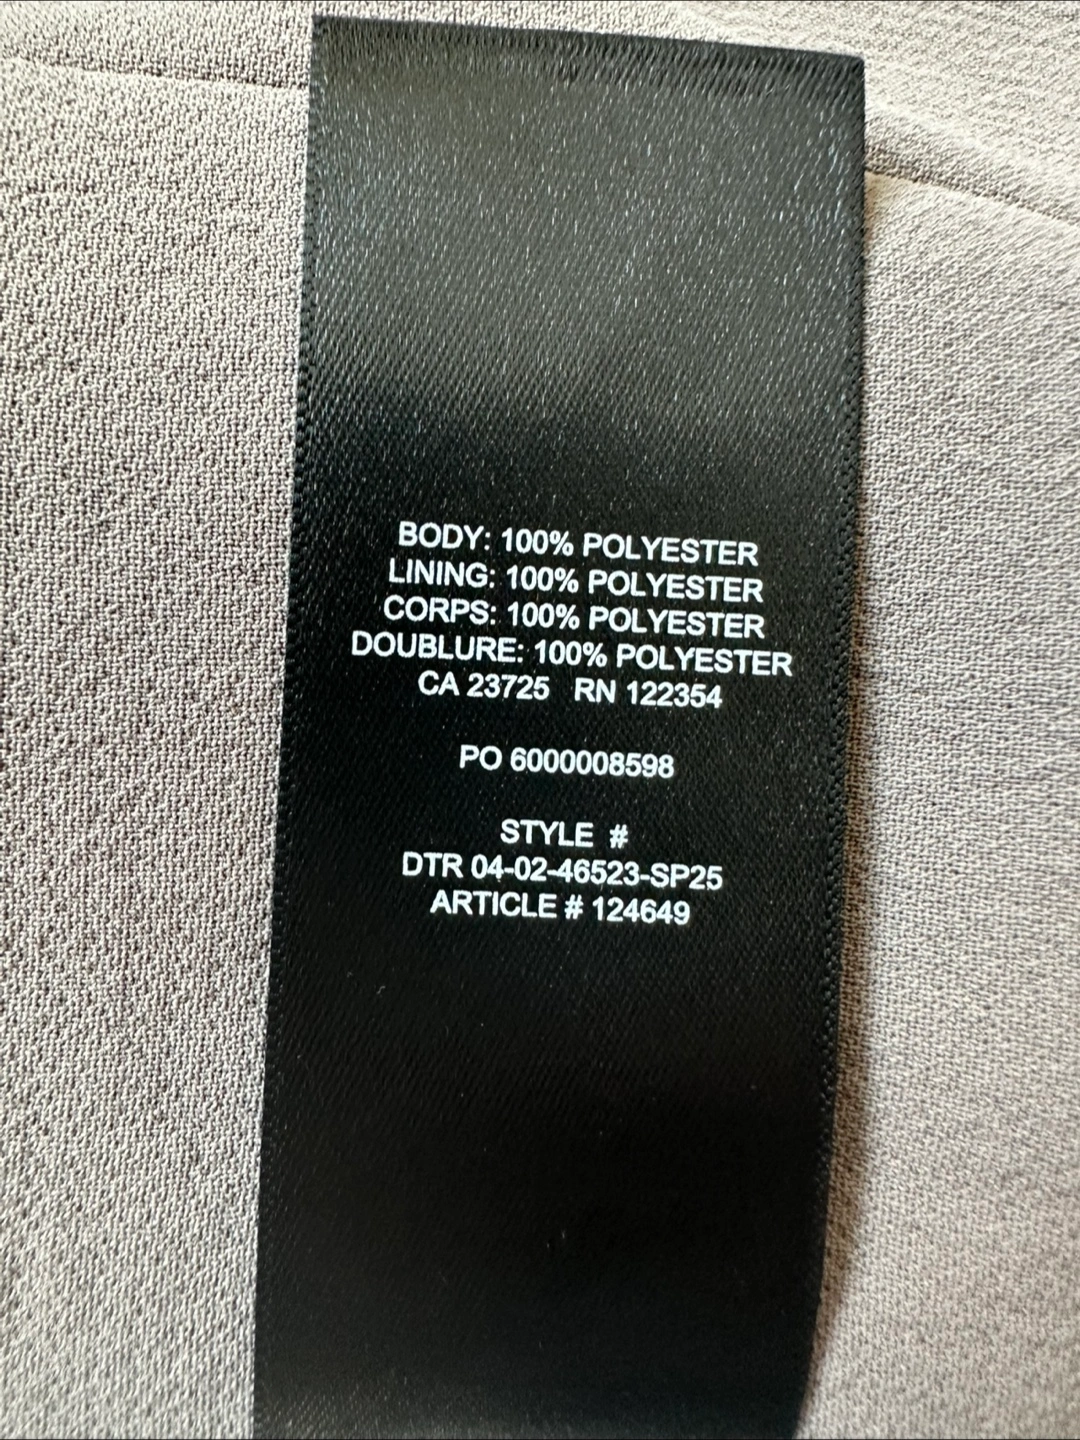 BODY: 100% POLYESTER
LINING: 100% POLYESTER
CORPS: 100% POLYESTER
DOUBLURE: 100% POLYESTER
CA 23725 RN 122354
PO 6000008598
STYLE #
DTR 04-02-46523-SP25
ARTICLE # 124649